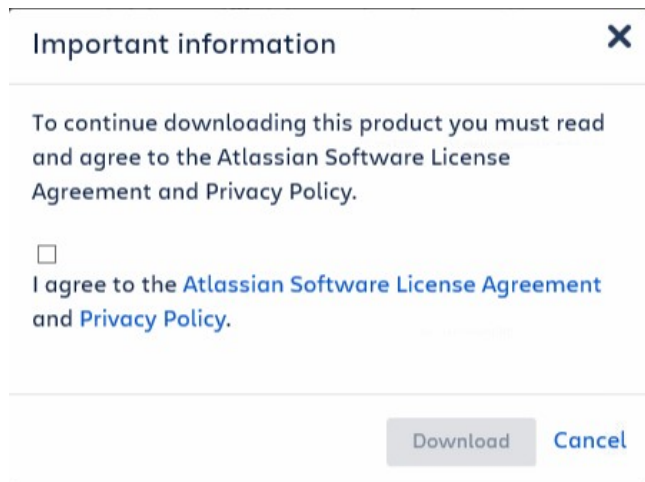 Important information
To continue downloading this product you must read
and agree to the Atlassian Software License
Agreement and Privacy Policy.
I agree to the Atlassian Software License Agreement
and Privacy Policy.
Download Cancel